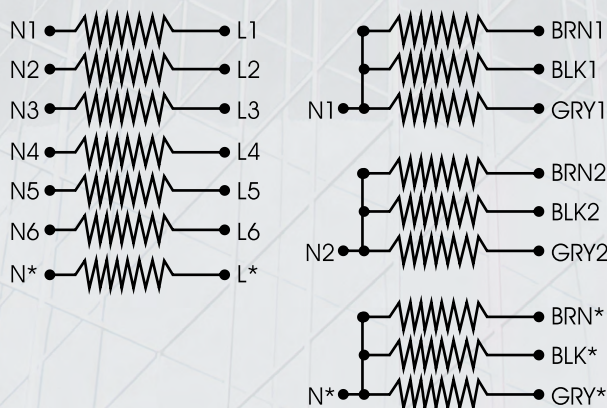 N1 L1
N2 L2
N3 L3
N4 L4
N5 L5
N6 L6
N* L*
BRN1
BLK1
N1 GRY1
BRN2
BLK2
N2 GRY2
BRN*
BLK*
N* GRY*